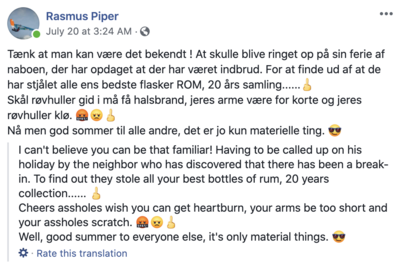 Rasmus Piper
July 20 at 3:24 AM ·
Tænk at man kan være det bekendt ! At skulle blive ringet op på sin ferie af
naboen, der har opdaget at der har været indbrud. For at finde ud af at de
har stjålet alle ens bedste flasker ROM, 20 års samling......🖕
Skål røvhuller gid i må få halsbrand, jeres arme være for korte og jeres
røvhuller klø. 🤬😠🖕
Nå men god sommer til alle andre, det er jo kun materielle ting. 😎
I can't believe you can be that familiar! Having to be called up on his
holiday by the neighbor who has discovered that there has been a break-
in. To find out they stole all your best bottles of rum, 20 years
collection...... 🖕
Cheers assholes wish you can get heartburn, your arms be too short and
your assholes scratch. 🤬😠🖕
Well, good summer to everyone else, it's only material things. 😎
· Rate this translation